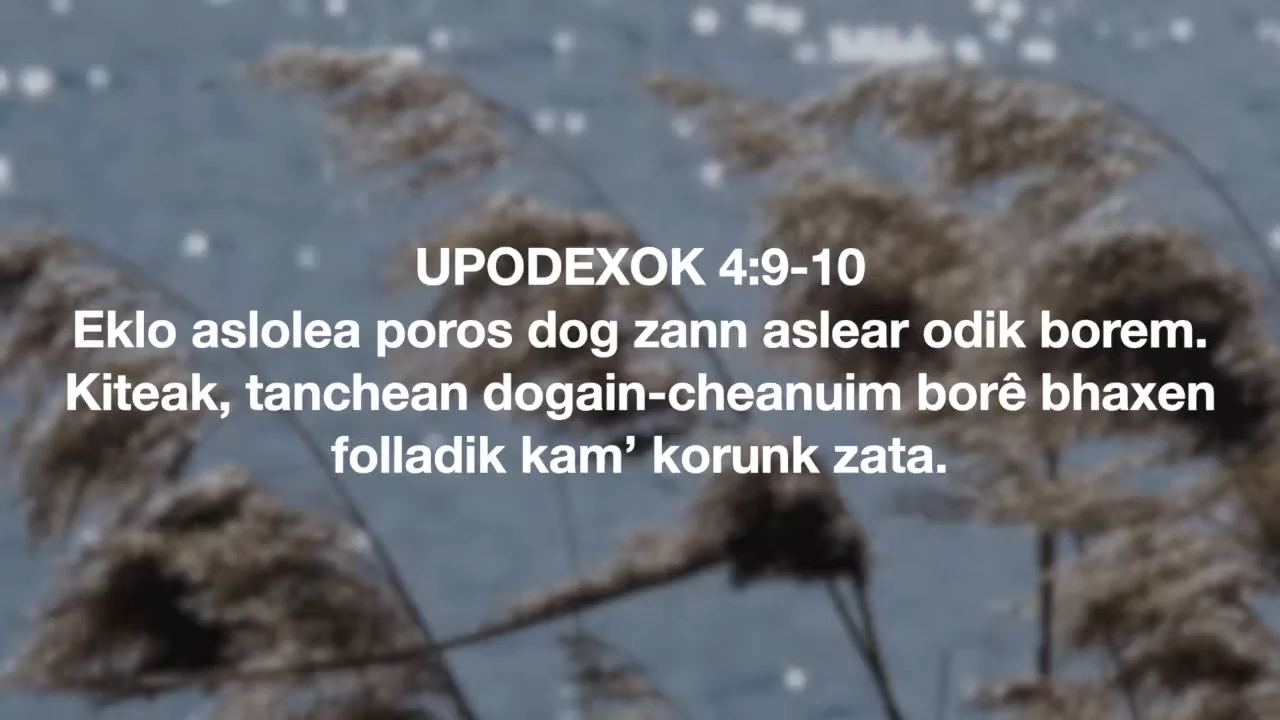 UPODEXOK 4:9-10
Eklo aslolea poros dog zann aslear odik borem.
Kiteak, tanchean dogain-cheanuim borê bhaxen
folladik kam’ korunk zata.